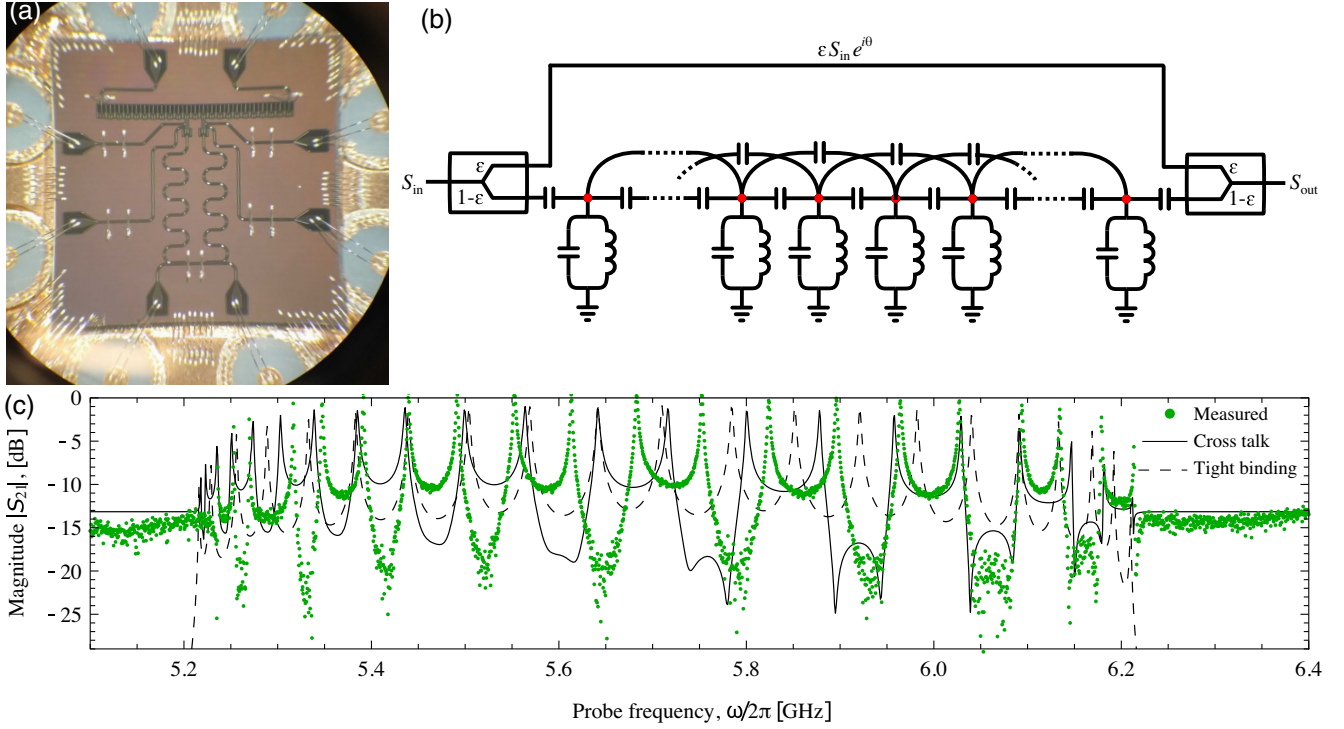 (a)
(b)
εS_in e^{iθ}
S_in
ε
1-ε
ε
1-ε
S_out
(c)
Magnitude |S₂₁|, [dB]
0
- 5
- 10
- 15
- 20
- 25
Measured
Cross talk
Tight binding
5.2
5.4
5.6
5.8
6.0
6.2
6.4
Probe frequency, ω/2π [GHz]